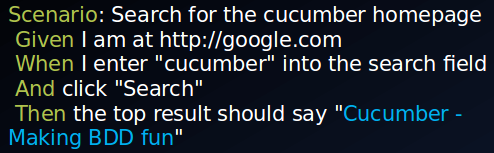 Scenario: Search for the cucumber homepage
Given I am at http://google.com
When I enter "cucumber" into the search field
And click "Search"
Then the top result should say "Cucumber -
Making BDD fun"